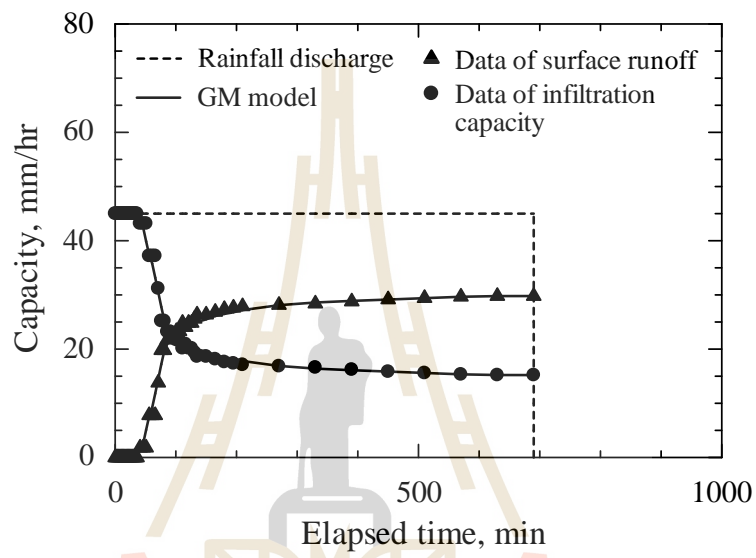 80
60
40
20
0
Capacity, mm/hr
Rainfall discharge
GM model
Data of surface runoff
Data of infiltration
capacity
0
500
1000
Elapsed time, min